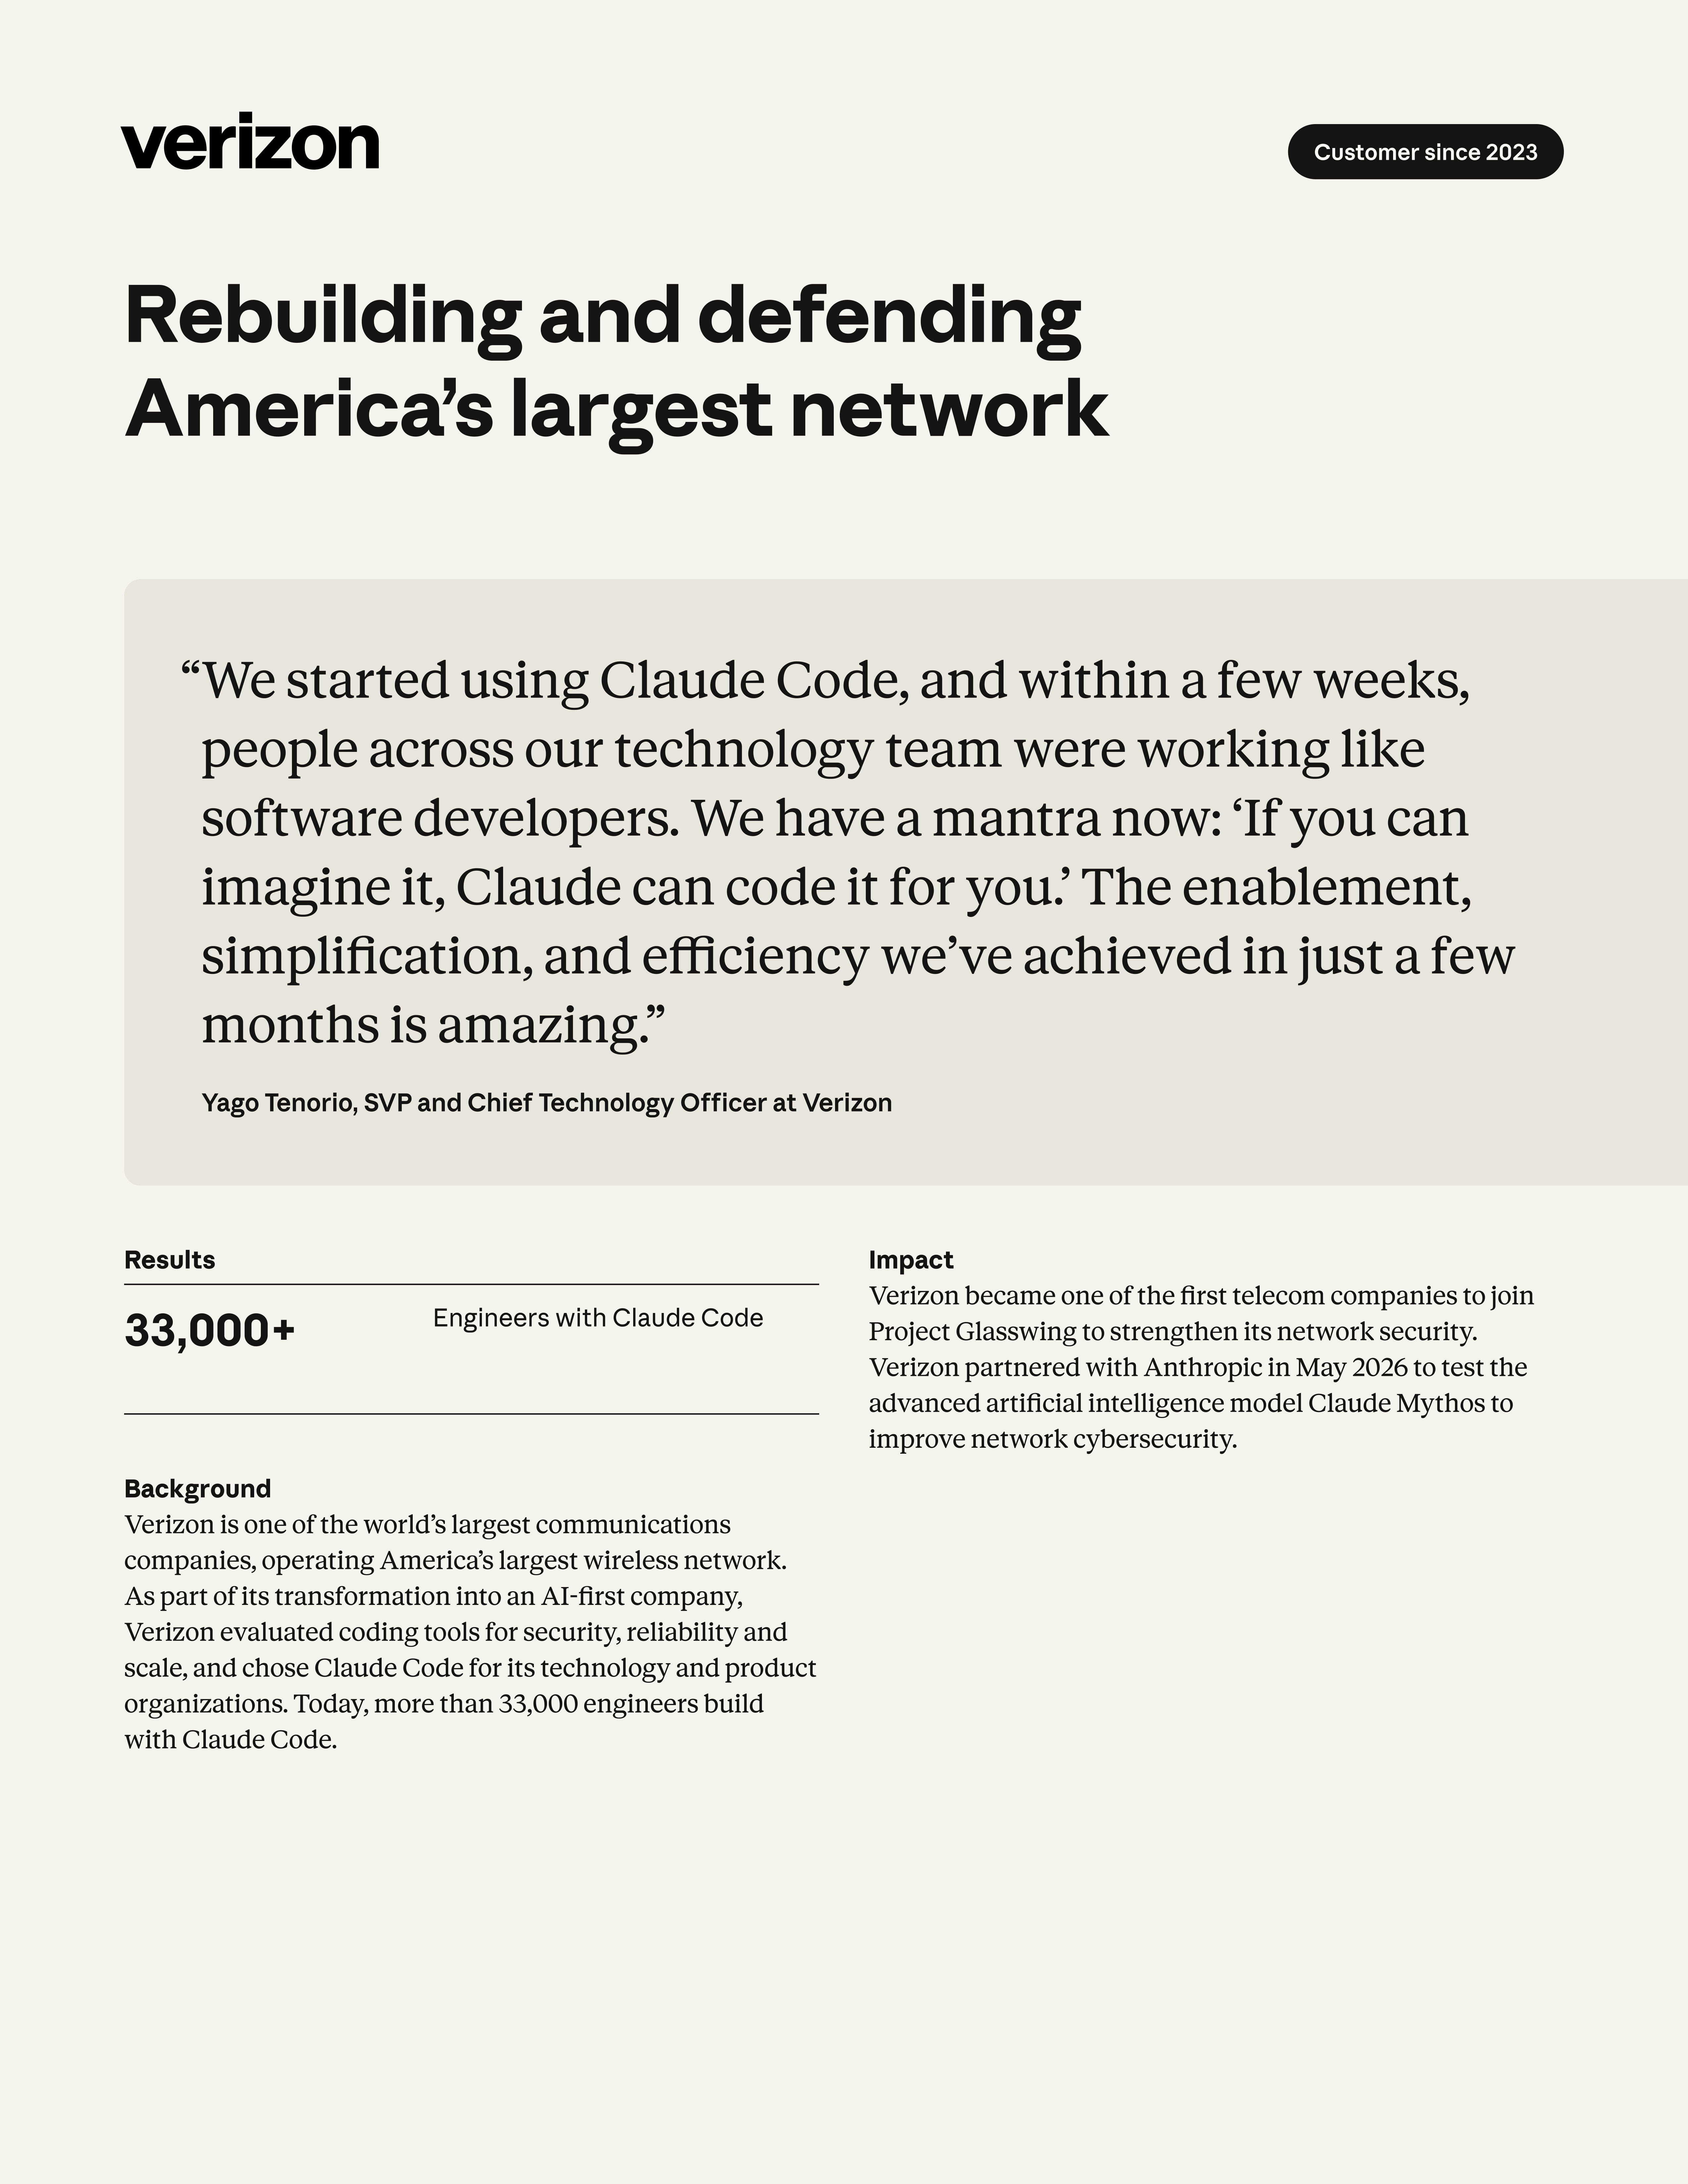 verizon
Customer since 2023
Rebuilding and defending
America’s largest network
“We started using Claude Code, and within a few weeks,
people across our technology team were working like
software developers. We have a mantra now: ‘If you can
imagine it, Claude can code it for you.’ The enablement,
simplification, and efficiency we’ve achieved in just a few
months is amazing.”
Yago Tenorio, SVP and Chief Technology Officer at Verizon
Results
33,000+
Engineers with Claude Code
Background
Verizon is one of the world’s largest communications
companies, operating America’s largest wireless network.
As part of its transformation into an AI-first company,
Verizon evaluated coding tools for security, reliability and
scale, and chose Claude Code for its technology and product
organizations. Today, more than 33,000 engineers build
with Claude Code.
Impact
Verizon became one of the first telecom companies to join
Project Glasswing to strengthen its network security.
Verizon partnered with Anthropic in May 2026 to test the
advanced artificial intelligence model Claude Mythos to
improve network cybersecurity.